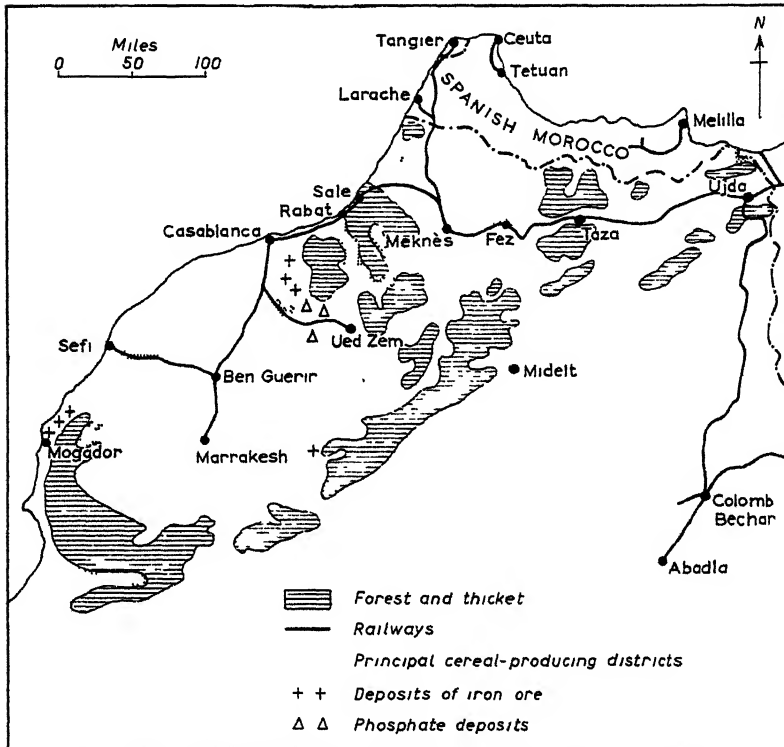 Miles
0 50 100
N
Tangier
Ceuta
Tetuan
Larache
SPANISH MOROCCO
Melilla
Sale
Rabat
Ujda
Casablanca
Mēknès
Fez
Taza
Ued Zem
Sefi
Ben Guerir
Midelt
Mogador
Marrakesh
Colomb
Bechar
Abadla
Forest and thicket
Railways
Principal cereal-producing districts
Deposits of iron ore
Phosphate deposits